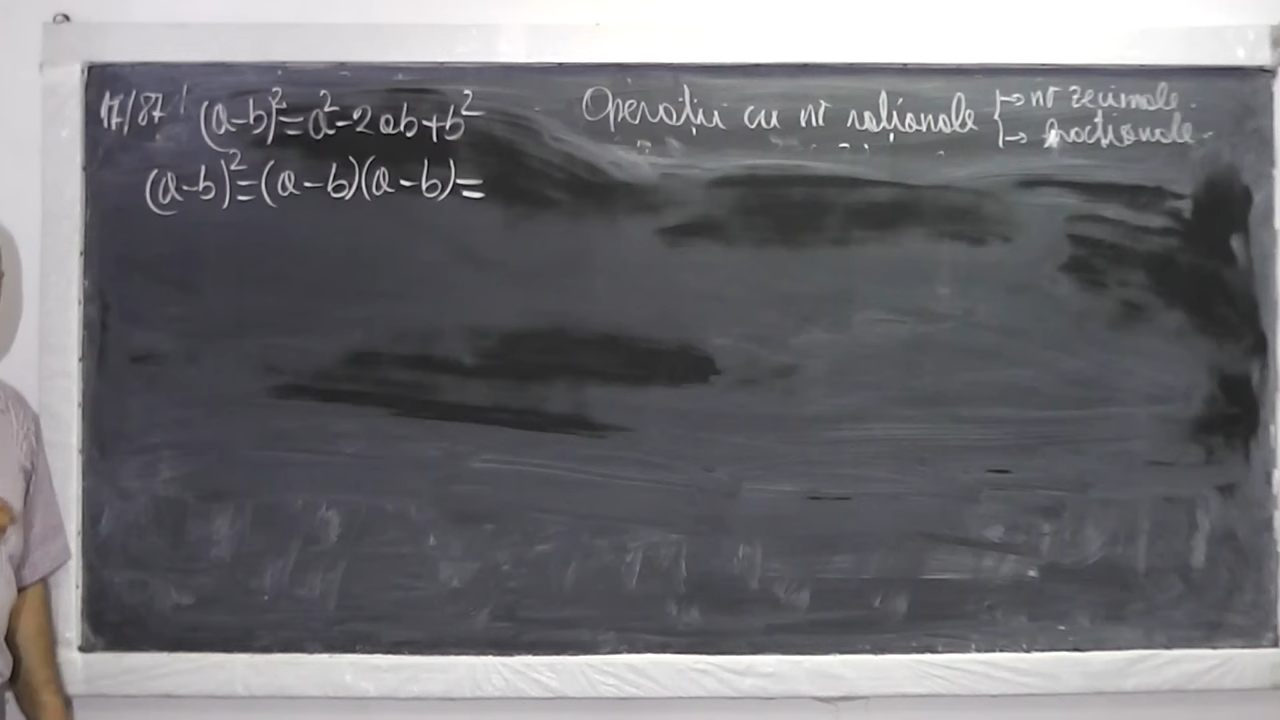 17/87 (a-b)²=a²-2ab+b²
(a-b)²=(a-b)(a-b)=
Operații cu nr raționale
→ nr zecimale.
→ fracționale.